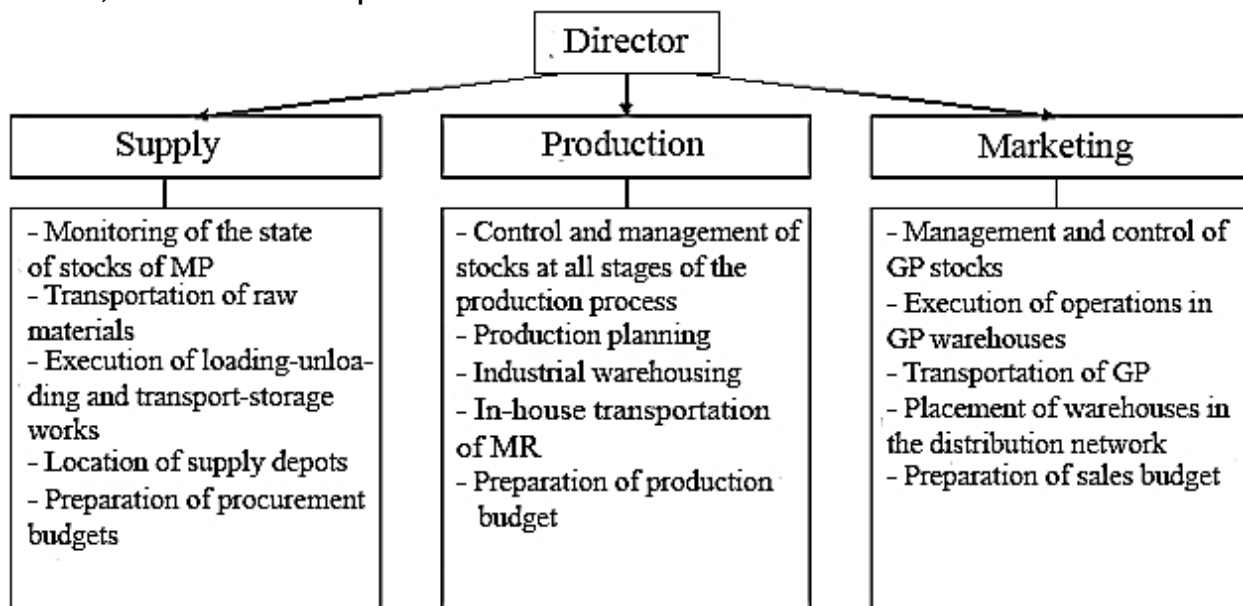 Director
Supply
- Monitoring of the state
of stocks of MP
- Transportation of raw
materials
- Execution of loading-unloa-
ding and transport-storage
works
- Location of supply depots
- Preparation of procurement
budgets
Production
- Control and management of
stocks at all stages of the
production process
- Production planning
- Industrial warehousing
- In-house transportation
of MR
- Preparation of production
budget
Marketing
- Management and control of
GP stocks
- Execution of operations in
GP warehouses
- Transportation of GP
- Placement of warehouses in
the distribution network
- Preparation of sales budget